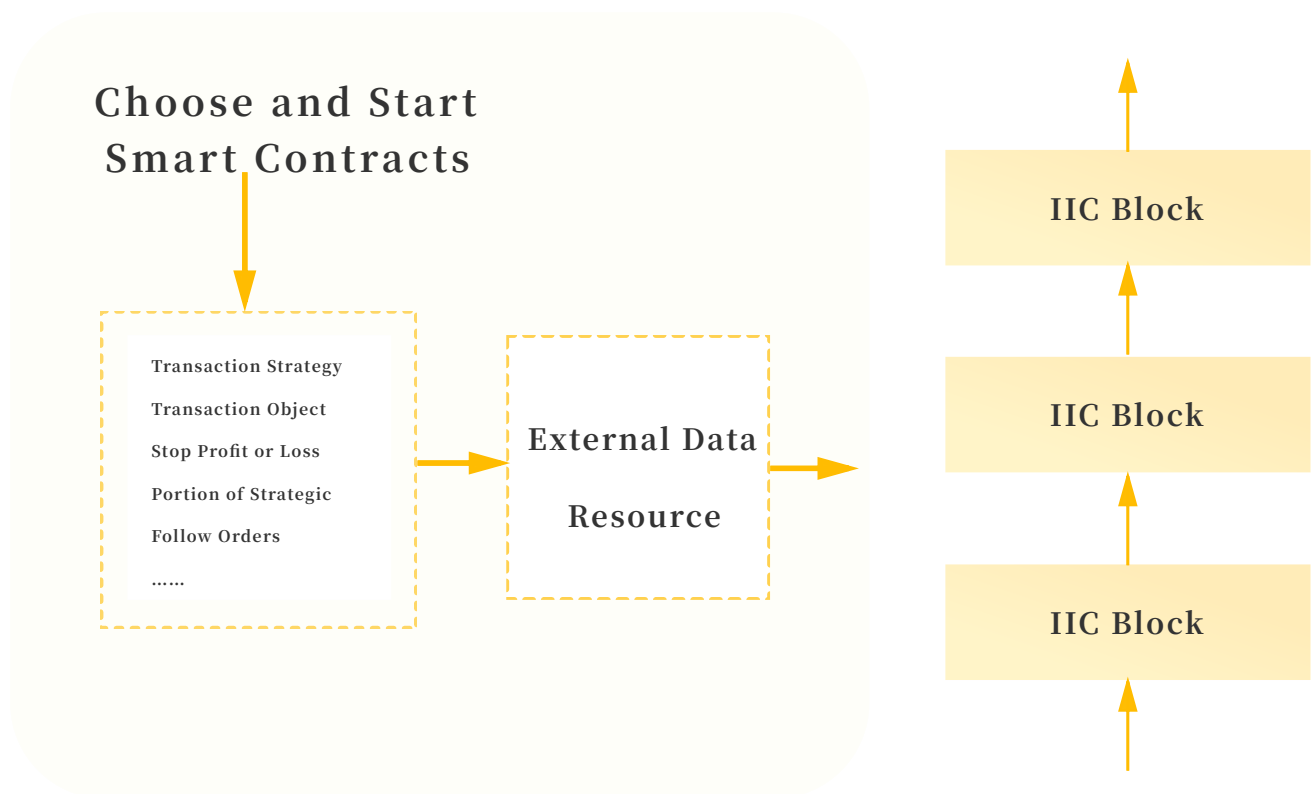 Choose and Start
Smart Contracts
Transaction Strategy
Transaction Object
Stop Profit or Loss
Portion of Strategic
Follow Orders
……
External Data
Resource
IIC Block
IIC Block
IIC Block